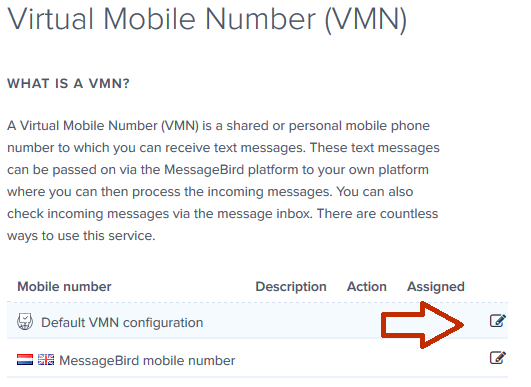 Virtual Mobile Number (VMN)
WHAT IS A VMN?
A Virtual Mobile Number (VMN) is a shared or personal mobile phone
number to which you can receive text messages. These text messages
can be passed on via the MessageBird platform to your own platform
where you can then process the incoming messages. You can also
check incoming messages via the message inbox. There are countless
ways to use this service.
Mobile number Description Action Assigned
Default VMN configuration
MessageBird mobile number